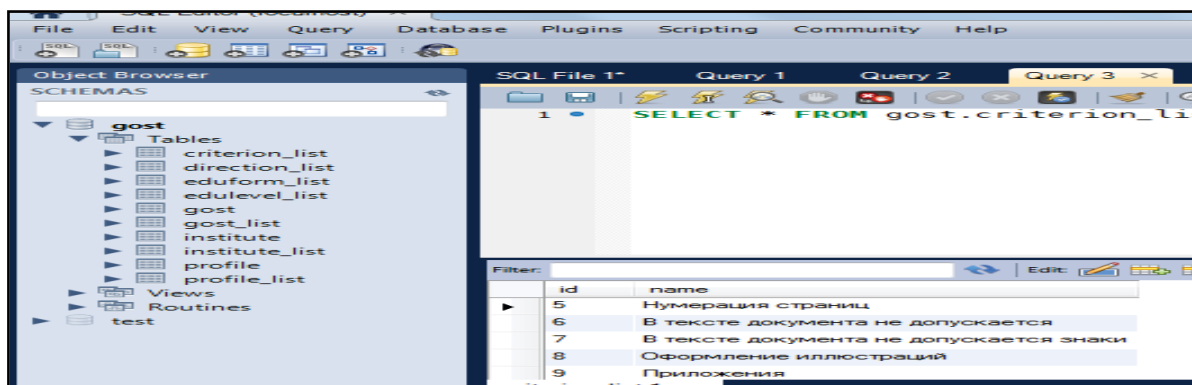 SQL Editor (localhost)
File Edit View Query Database Plugins Scripting Community Help
Object Browser
SCHEMAS
gost
Tables
criterion_list
direction_list
eduform_list
edulevel_list
gost
gost_list
institute
institute_list
profile
profile_list
Views
Routines
test
SQL File 1* Query 1 Query 2 Query 3
1 SELECT * FROM gost.criterion_li
Filter: Edit:
id name
5 Нумерация страниц
6 В тексте документа не допускается
7 В тексте документа не допускается знаки
8 Оформление иллюстраций
9 Приложения